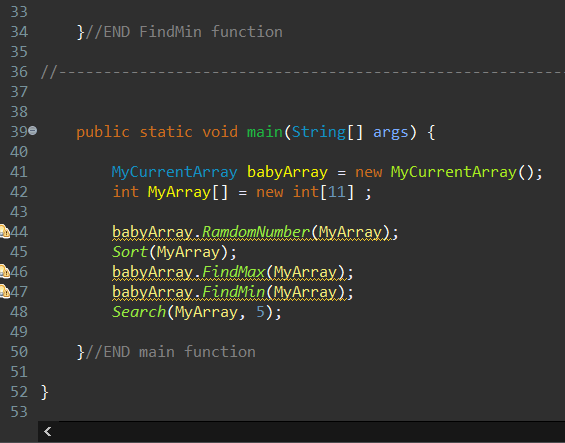 33
34 }//END FindMin function
35
36 //--------------------------------------------------------
37
38
39 public static void main(String[] args) {
40
41 MyCurrentArray babyArray = new MyCurrentArray();
42 int MyArray[] = new int[11] ;
43
44 babyArray.RamdomNumber(MyArray);
45 Sort(MyArray);
46 babyArray.FindMax(MyArray);
47 babyArray.FindMin(MyArray);
48 Search(MyArray, 5);
49
50 }//END main function
51
52 }
53